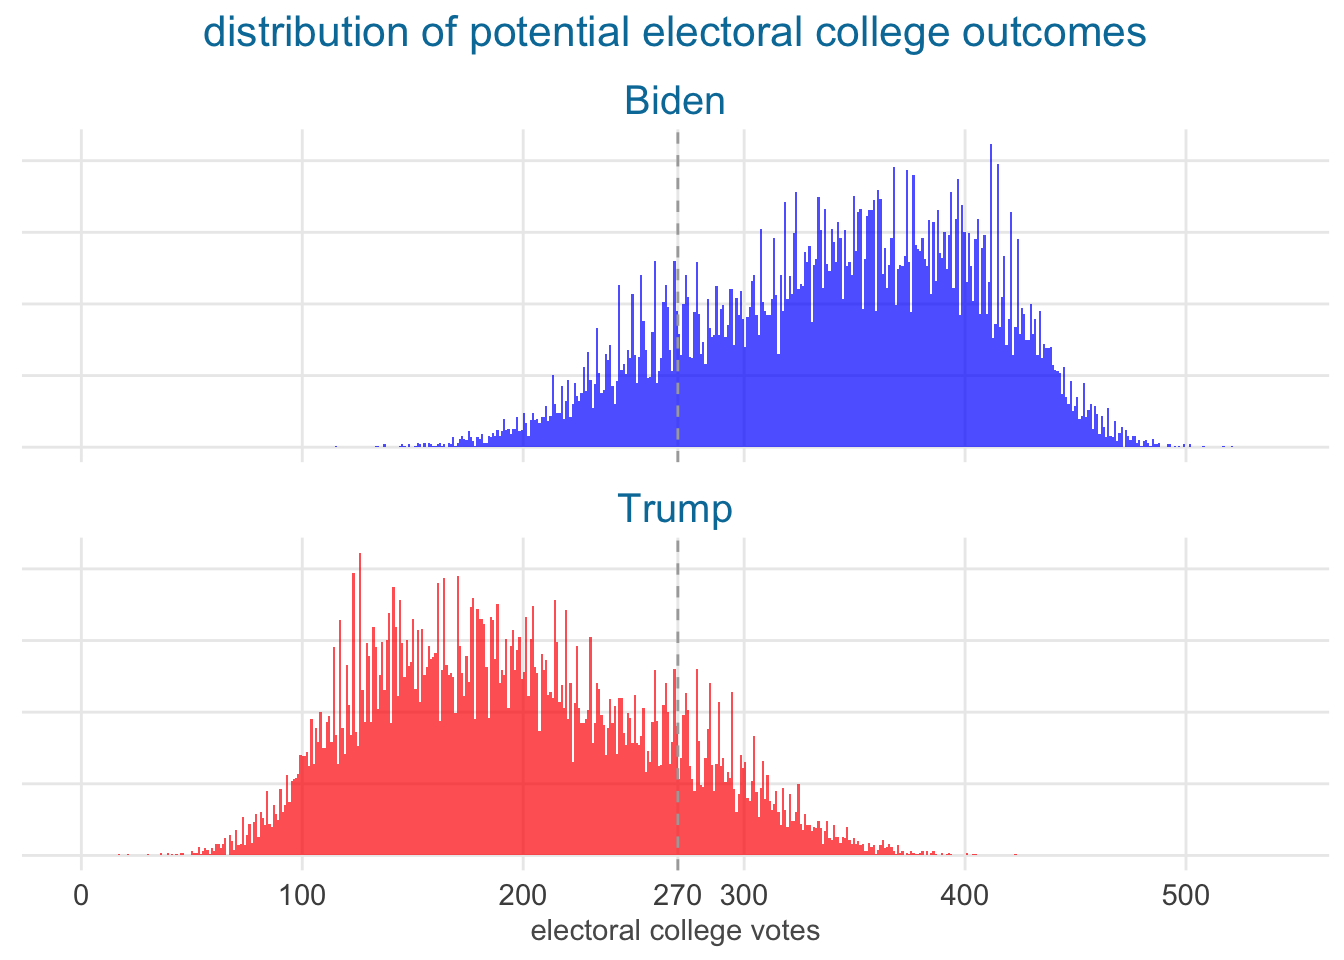 distribution of potential electoral college outcomes
Biden
Trump
0 100 200 270 300 400 500
electoral college votes